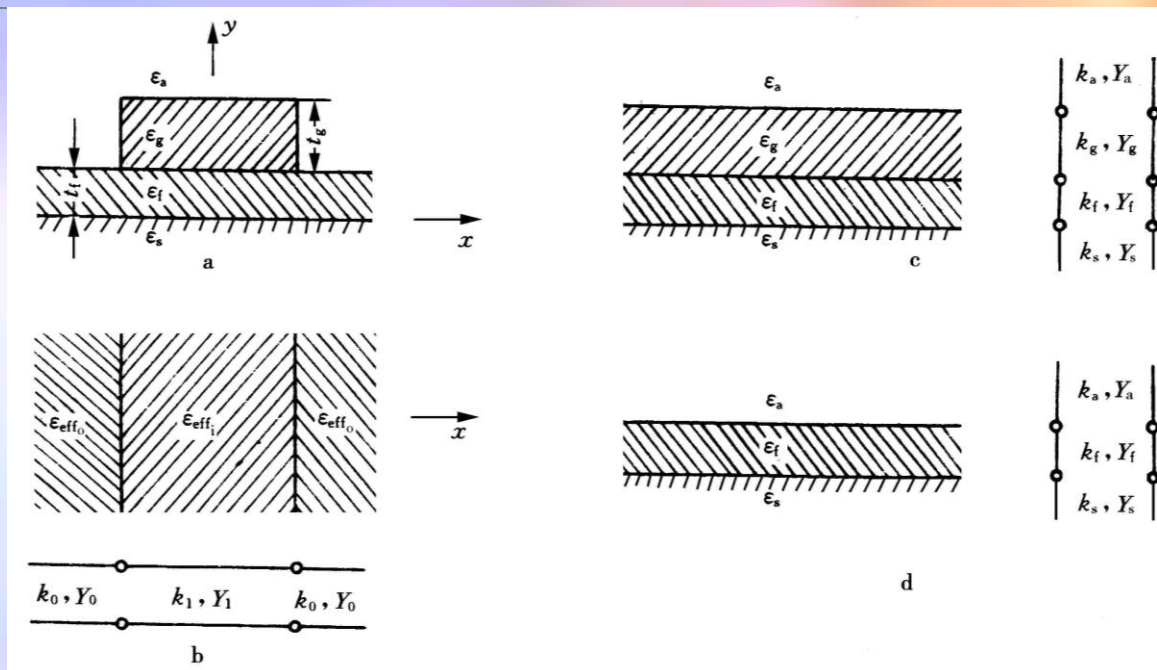 y
εa
εg
tg
εf
tf
εs
x
a
εeff0
εeffi
εeff0
x
k0, Y0
k1, Y1
k0, Y0
b
εa
εg
εf
εs
c
ka, Ya
kg, Yg
kf, Yf
ks, Ys
εa
εf
εs
d
ka, Ya
kf, Yf
ks, Ys